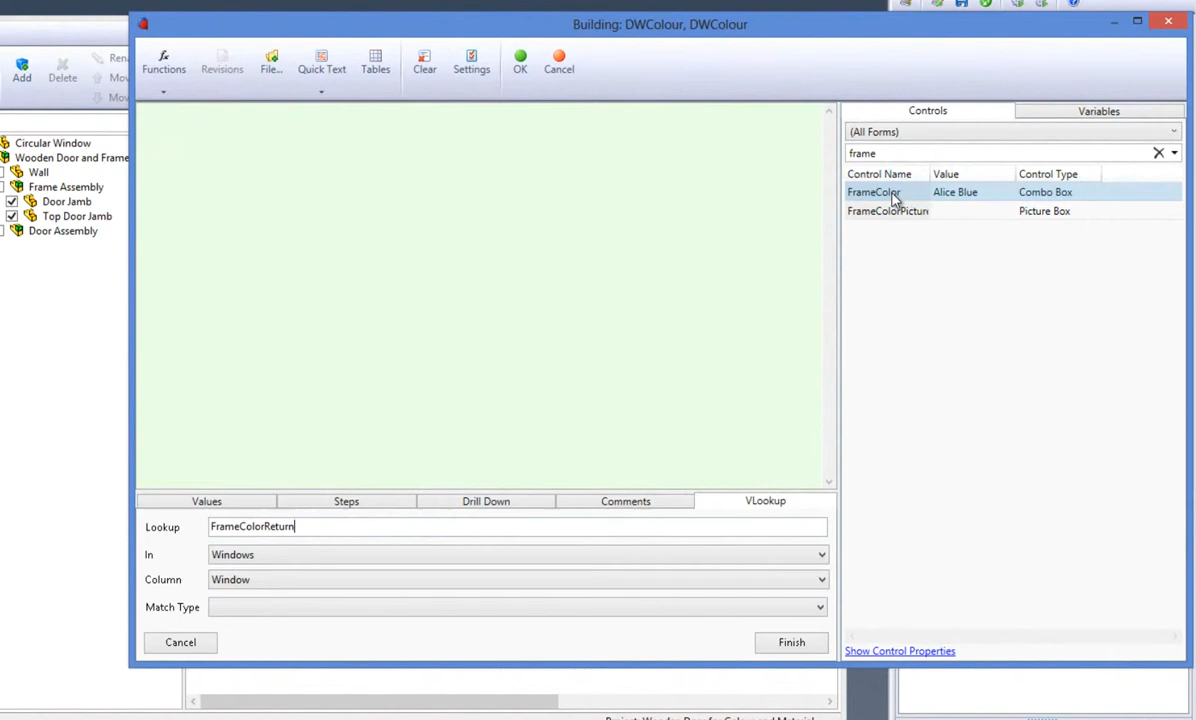 Building: DWColour, DWColour
Add
Delete
Functions
Revisions
File...
Quick Text
Tables
Clear
Settings
OK
Cancel
Controls
Variables
(All Forms)
frame
Control Name Value Control Type
FrameColor Alice Blue Combo Box
FrameColorPictur Picture Box
Circular Window
Wooden Door and Frame
Wall
Frame Assembly
Door Jamb
Top Door Jamb
Door Assembly
Values
Steps
Drill Down
Comments
VLookup
Lookup FrameColorReturn
In Windows
Column Window
Match Type
Cancel
Finish
Show Control Properties